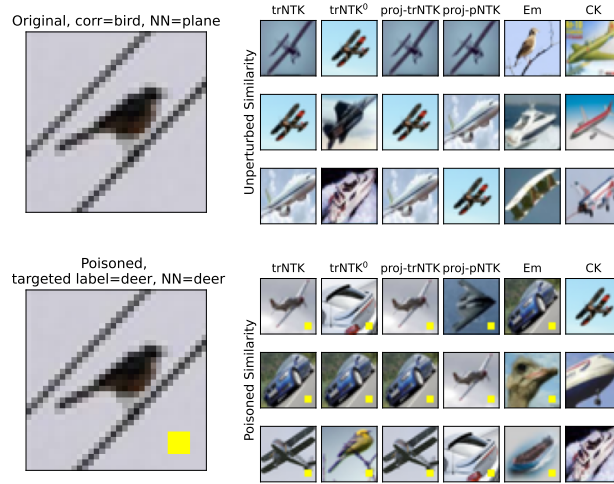 Original, corr=bird, NN=plane
trNTK trNTK⁰ proj-trNTK proj-pNTK Em CK
Unperturbed Similarity
Poisoned,
targeted label=deer, NN=deer
trNTK trNTK⁰ proj-trNTK proj-pNTK Em CK
Poisoned Similarity